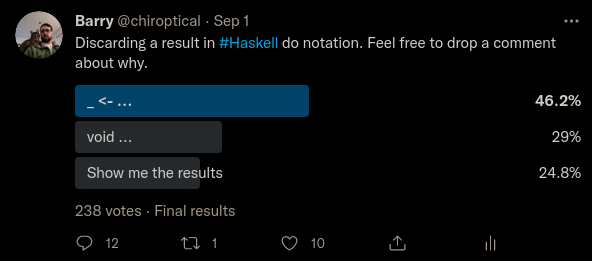 Barry @chiroptical · Sep 1
Discarding a result in #Haskell do notation. Feel free to drop a comment
about why.
_ <- ...
46.2%
void ...
29%
Show me the results
24.8%
238 votes · Final results
12
1
10